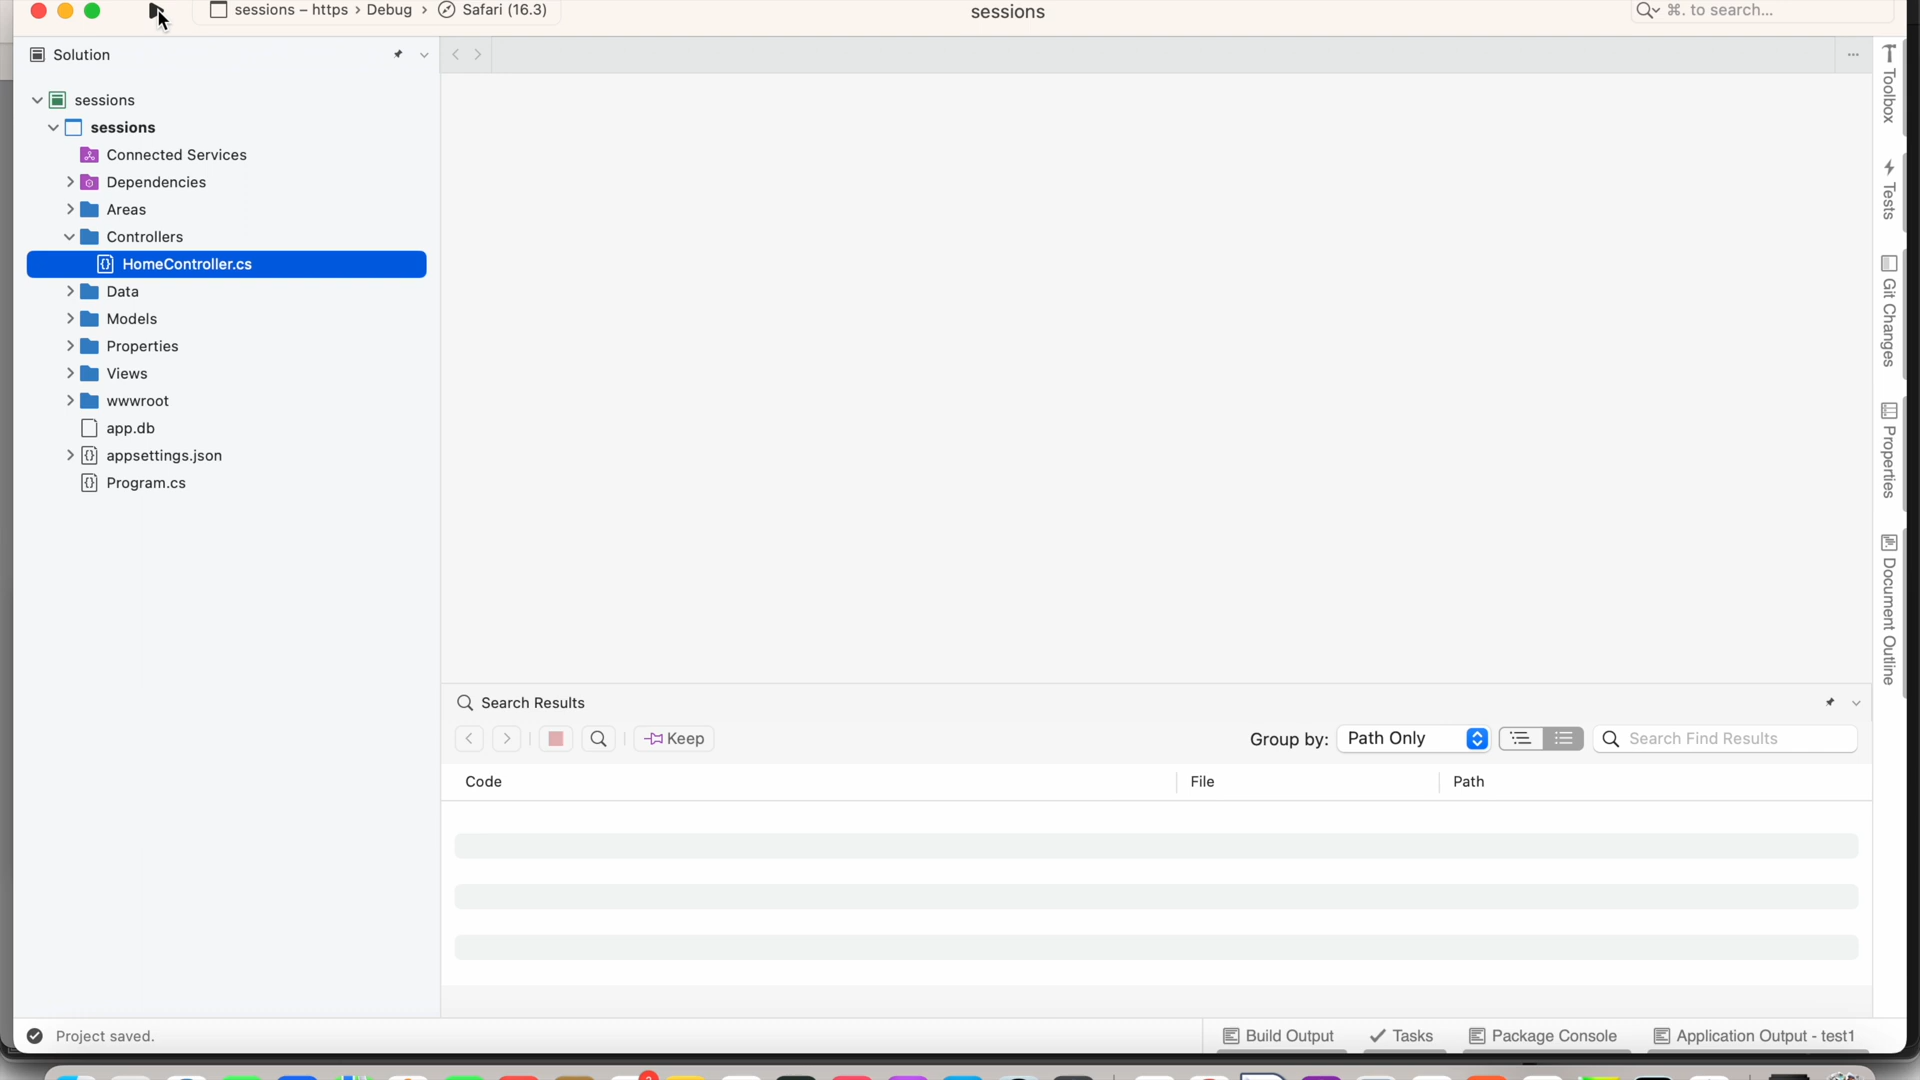 sessions – https › Debug › Safari (16.3)
sessions
⌘. to search...
Solution
sessions
sessions
Connected Services
Dependencies
Areas
Controllers
HomeController.cs
Data
Models
Properties
Views
wwwroot
app.db
appsettings.json
Program.cs
Toolbox
Tests
Git Changes
Properties
Document Outline
Search Results
Keep
Group by: Path Only
Search Find Results
Code File Path
Project saved.
Build Output Tasks Package Console Application Output - test1